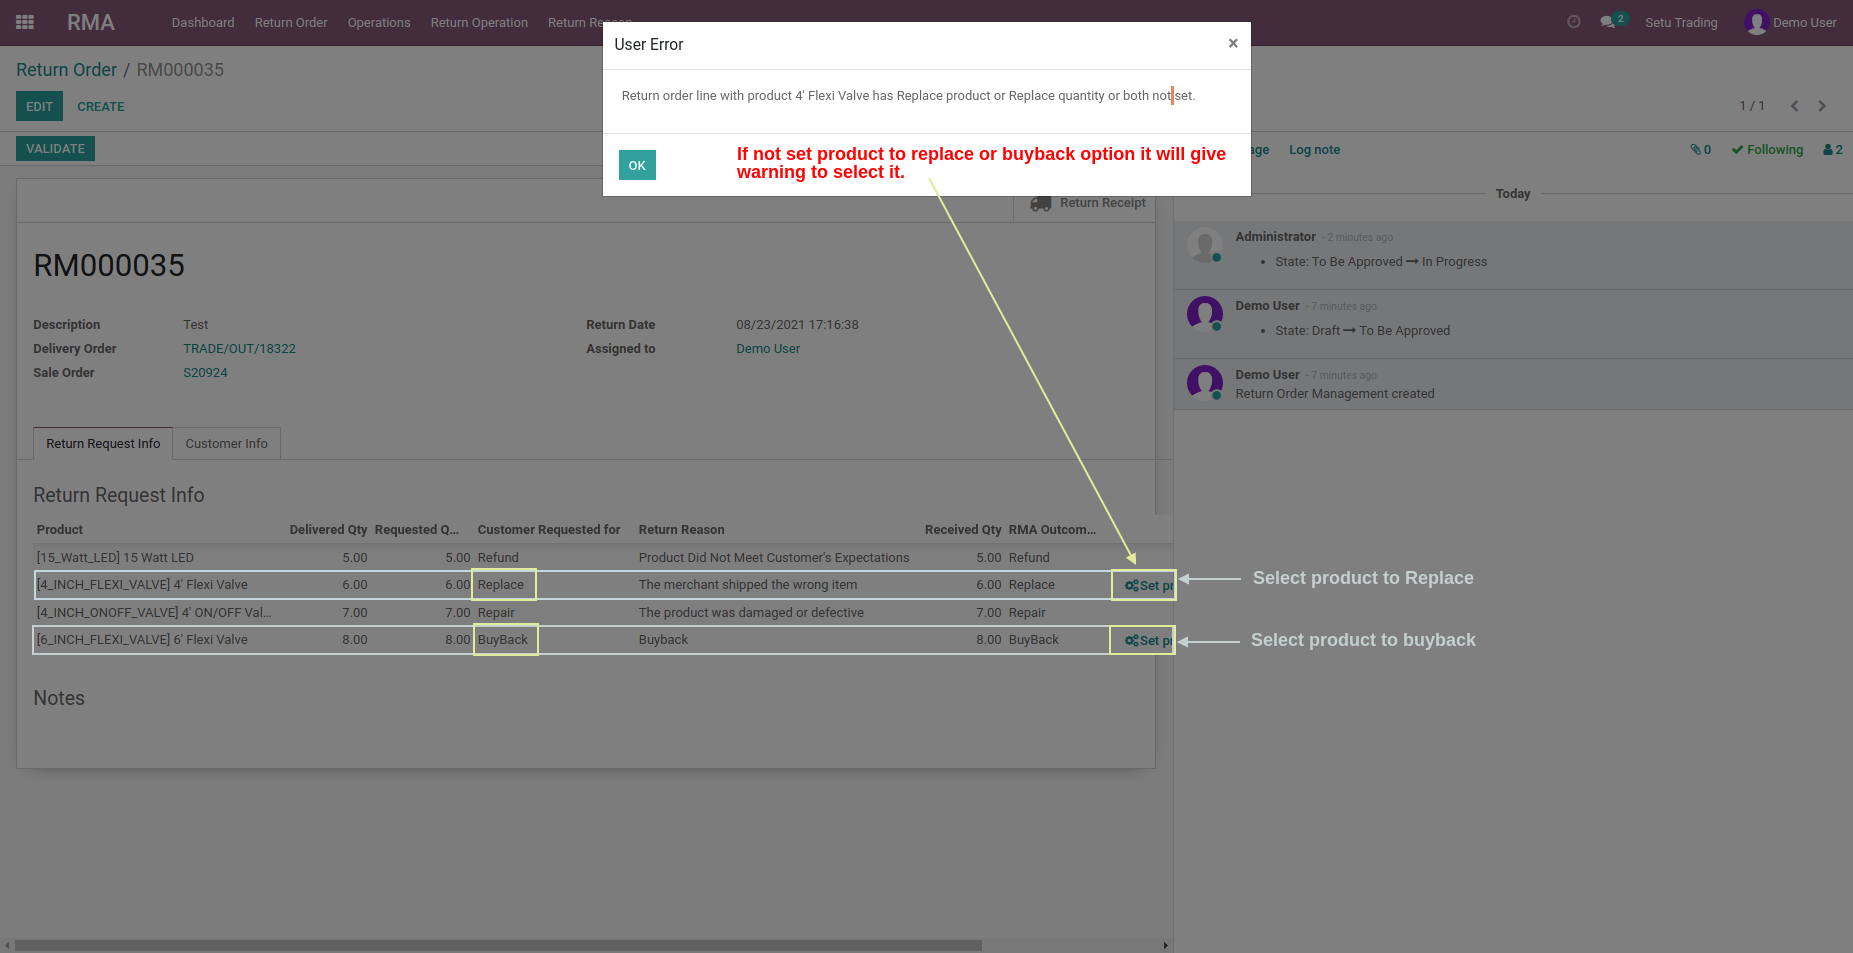 RMA Dashboard Return Order Operations Return Operation Return Reason 2 Setu Trading Demo User
Return Order / RM000035
EDIT CREATE
1 / 1
VALIDATE
User Error ×
Return order line with product 4' Flexi Valve has Replace product or Replace quantity or both not set.
OK
If not set product to replace or buyback option it will give
warning to select it.
age Log note 0 Following 2
Return Receipt
Today
RM000035
Description Test
Delivery Order TRADE/OUT/18322
Sale Order S20924
Return Date 08/23/2021 17:16:38
Assigned to Demo User
Administrator - 2 minutes ago
• State: To Be Approved → In Progress
Demo User - 7 minutes ago
• State: Draft → To Be Approved
Demo User - 7 minutes ago
Return Order Management created
Return Request Info Customer Info
Return Request Info
Product Delivered Qty Requested Q... Customer Requested for Return Reason Received Qty RMA Outcom...
[15_Watt_LED] 15 Watt LED 5.00 5.00 Refund Product Did Not Meet Customer's Expectations 5.00 Refund
[4_INCH_FLEXI_VALVE] 4' Flexi Valve 6.00 6.00 Replace The merchant shipped the wrong item 6.00 Replace Set pr
Select product to Replace
[4_INCH_ONOFF_VALVE] 4' ON/OFF Val... 7.00 7.00 Repair The product was damaged or defective 7.00 Repair
[6_INCH_FLEXI_VALVE] 6' Flexi Valve 8.00 8.00 BuyBack Buyback 8.00 BuyBack Set pr
Select product to buyback
Notes